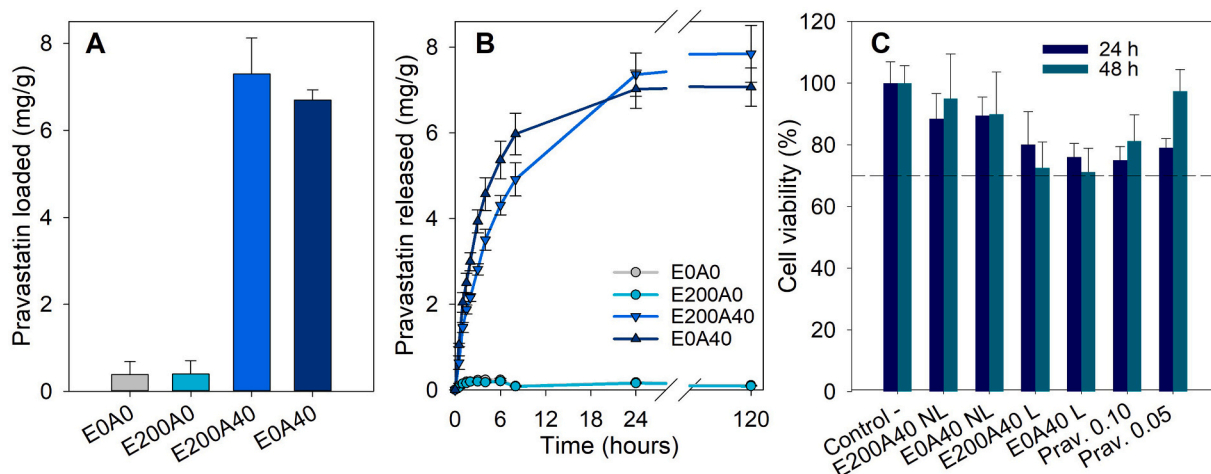 A
Pravastatin loaded (mg/g)
8
6
4
2
0
E0A0
E200A0
E200A40
E0A40
B
Pravastatin released (mg/g)
8
6
4
2
0
E0A0
E200A0
E200A40
E0A40
0 6 12 18 24 120
Time (hours)
C
24 h
48 h
Cell viability (%)
120
100
80
60
40
20
0
Control -
E200A40 NL
E0A40 NL
E200A40 L
E0A40 L
Prav. 0.10
Prav. 0.05